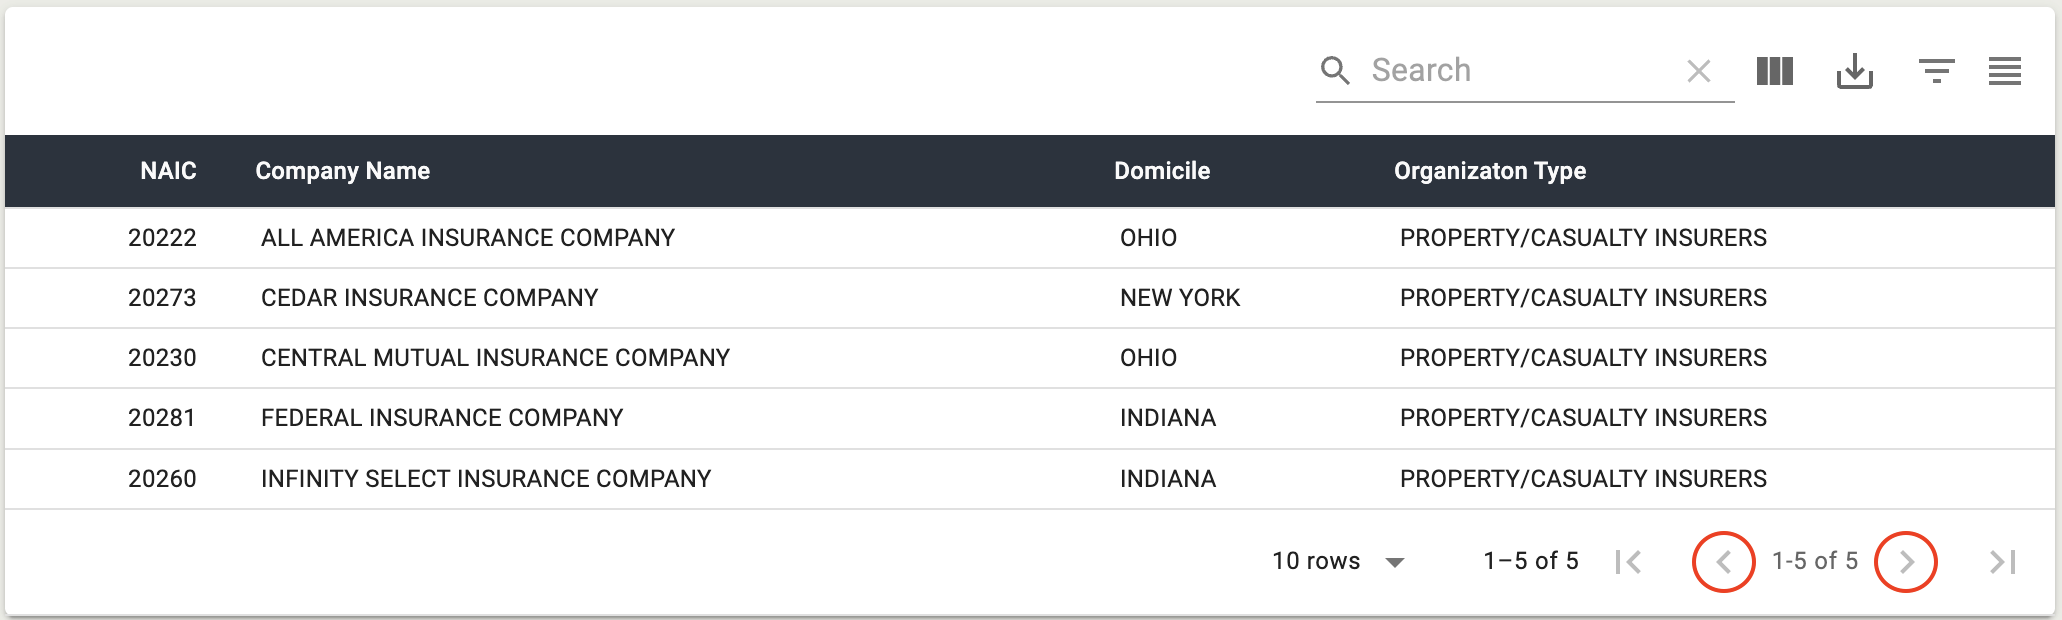 Search
NAIC Company Name Domicile Organizaton Type
20222 ALL AMERICA INSURANCE COMPANY OHIO PROPERTY/CASUALTY INSURERS
20273 CEDAR INSURANCE COMPANY NEW YORK PROPERTY/CASUALTY INSURERS
20230 CENTRAL MUTUAL INSURANCE COMPANY OHIO PROPERTY/CASUALTY INSURERS
20281 FEDERAL INSURANCE COMPANY INDIANA PROPERTY/CASUALTY INSURERS
20260 INFINITY SELECT INSURANCE COMPANY INDIANA PROPERTY/CASUALTY INSURERS
10 rows 1–5 of 5 1-5 of 5